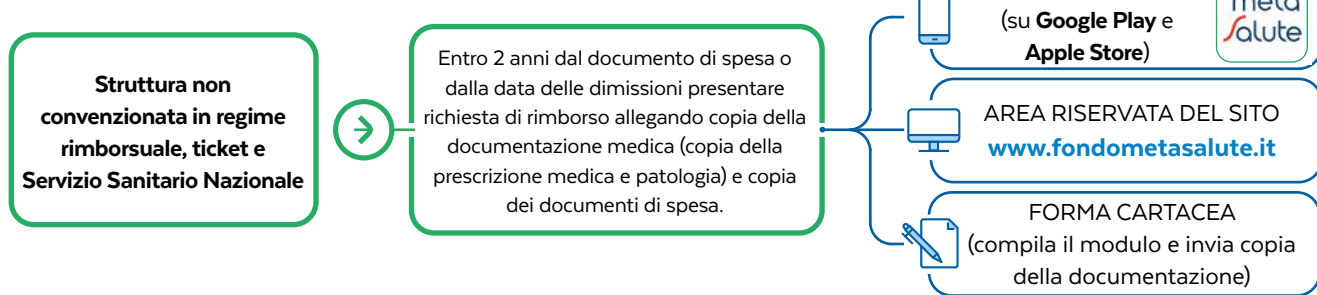 Struttura non
convenzionata in regime
rimborsuale, ticket e
Servizio Sanitario Nazionale
Entro 2 anni dal documento di spesa o
dalla data delle dimissioni presentare
richiesta di rimborso allegando copia della
documentazione medica (copia della
prescrizione medica e patologia) e copia
dei documenti di spesa.
(su Google Play e
Apple Store)
meta
Salute
AREA RISERVATA DEL SITO
www.fondometasalute.it
FORMA CARTACEA
(compila il modulo e invia copia
della documentazione)